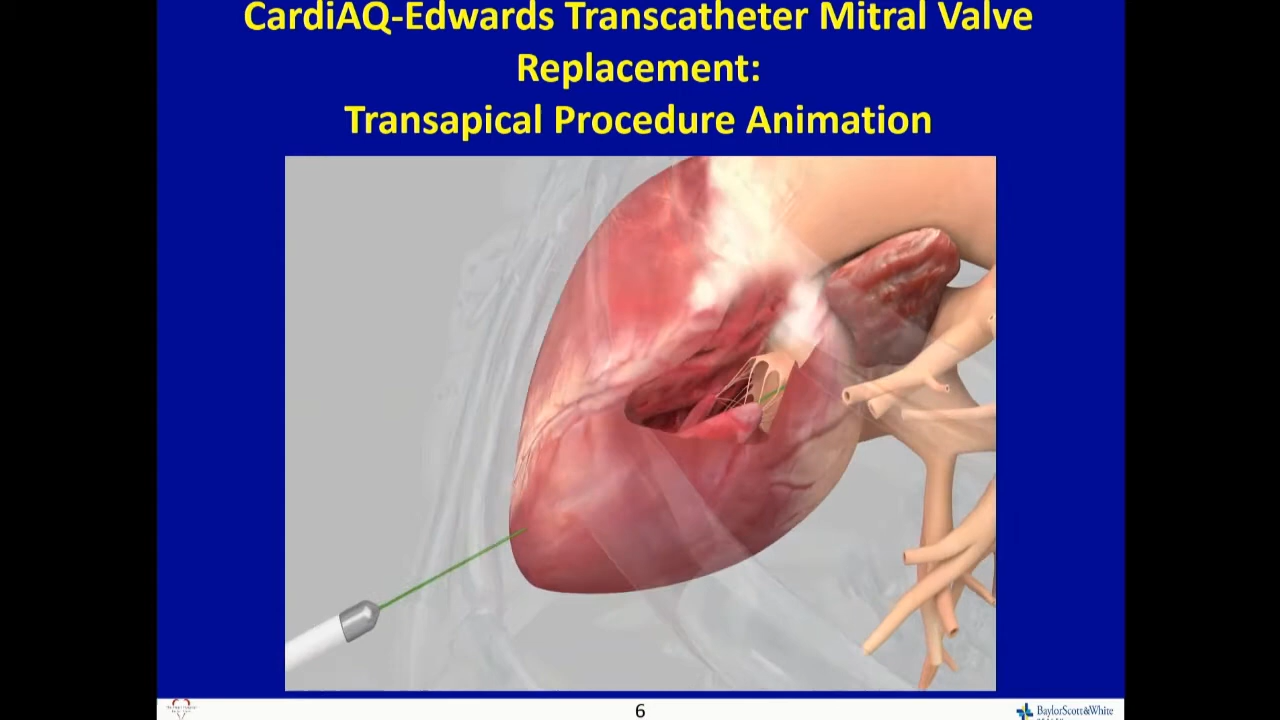 CardiAQ-Edwards Transcatheter Mitral Valve
Replacement:
Transapical Procedure Animation
6
BaylorScott&White